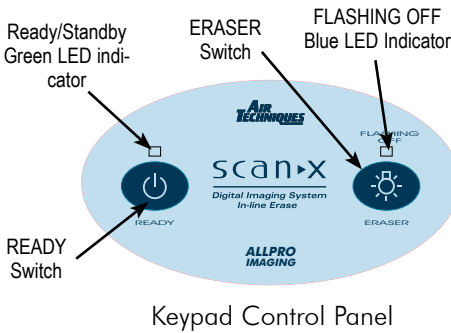 Ready/Standby
Green LED indi-
cator
ERASER
Switch
FLASHING OFF
Blue LED Indicator
AIR
TECHNIQUES
FLASHING
OFF
scan x
Digital Imaging System
In-line Erase
READY
ERASER
READY
Switch
ALLPRO
IMAGING
Keypad Control Panel